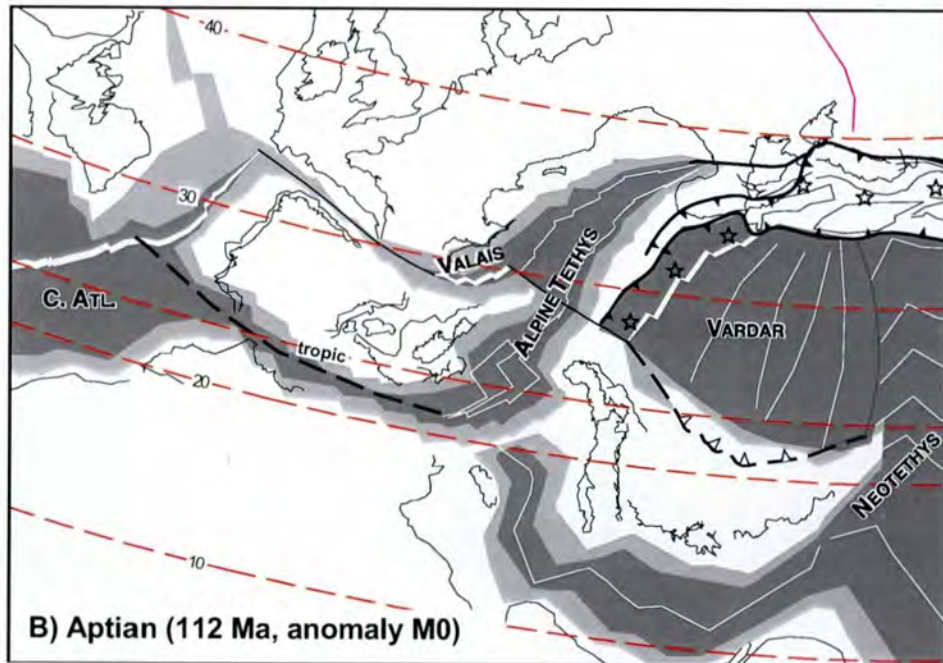 40
30
VALAIS
ALPINE TETHYS
C. ATL.
VARDAR
tropic
20
NEOTETHYS
10
B) Aptian (112 Ma, anomaly M0)